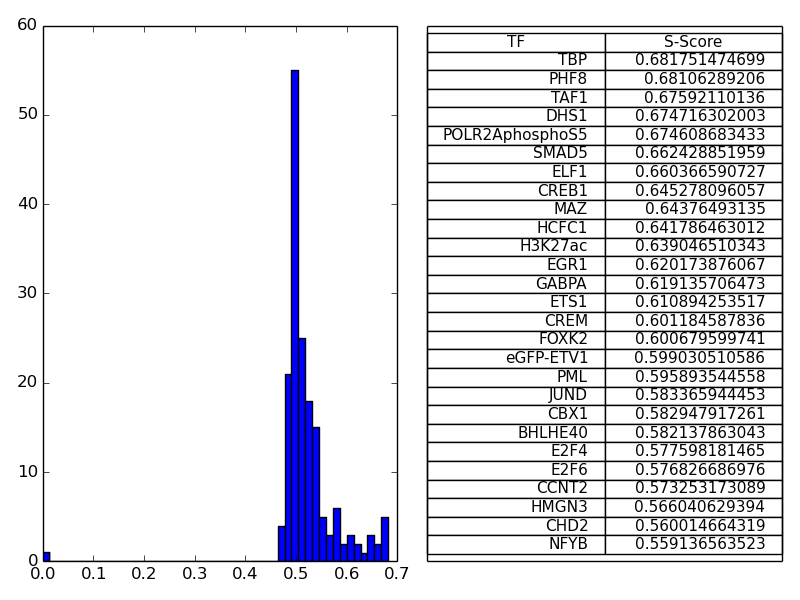 60
50
40
30
20
10
0
0.0 0.1 0.2 0.3 0.4 0.5 0.6 0.7
TF S-Score
TBP 0.681751474699
PHF8 0.68106289206
TAF1 0.67592110136
DHS1 0.674716302003
POLR2AphosphoS5 0.674608683433
SMAD5 0.662428851959
ELF1 0.660366590727
CREB1 0.645278096057
MAZ 0.64376493135
HCFC1 0.641786463012
H3K27ac 0.639046510343
EGR1 0.620173876067
GABPA 0.619135706473
ETS1 0.610894253517
CREM 0.601184587836
FOXK2 0.600679599741
eGFP-ETV1 0.599030510586
PML 0.595893544558
JUND 0.583365944453
CBX1 0.582947917261
BHLHE40 0.582137863043
E2F4 0.577598181465
E2F6 0.576826686976
CCNT2 0.573253173089
HMGN3 0.566040629394
CHD2 0.560014664319
NFYB 0.559136563523